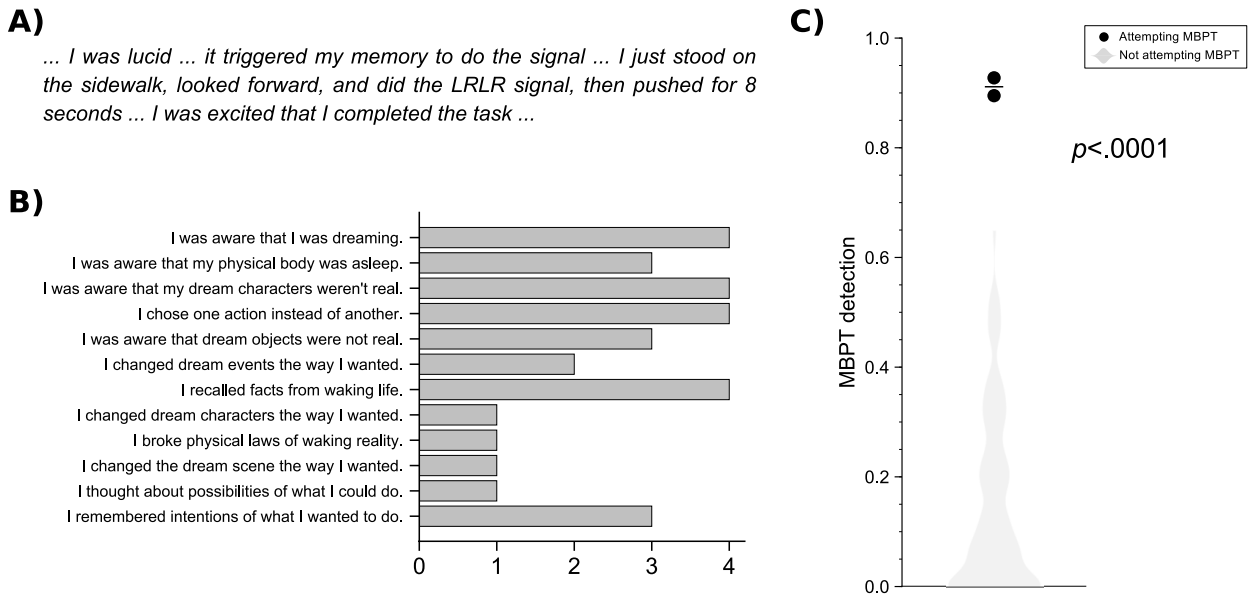 A)
... I was lucid ... it triggered my memory to do the signal ... I just stood on
the sidewalk, looked forward, and did the LRLR signal, then pushed for 8
seconds ... I was excited that I completed the task ...
B)
I was aware that I was dreaming.
I was aware that my physical body was asleep.
I was aware that my dream characters weren't real.
I chose one action instead of another.
I was aware that dream objects were not real.
I changed dream events the way I wanted.
I recalled facts from waking life.
I changed dream characters the way I wanted.
I broke physical laws of waking reality.
I changed the dream scene the way I wanted.
I thought about possibilities of what I could do.
I remembered intentions of what I wanted to do.
0 1 2 3 4
C)
Attempting MBPT
Not attempting MBPT
p<.0001
MBPT detection
1.0
0.8
0.6
0.4
0.2
0.0